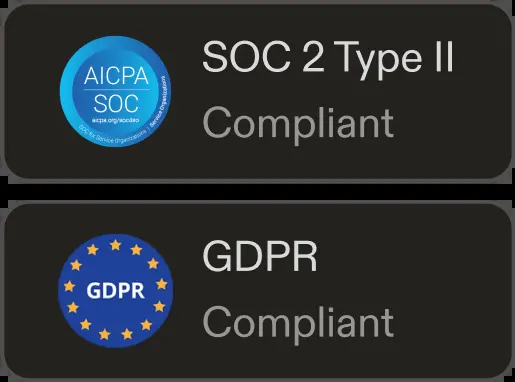 AICPA
SOC
aicpa.org/soc4so
SOC for Service Organizations | Service Organizations
SOC 2 Type II
Compliant
GDPR
GDPR
Compliant